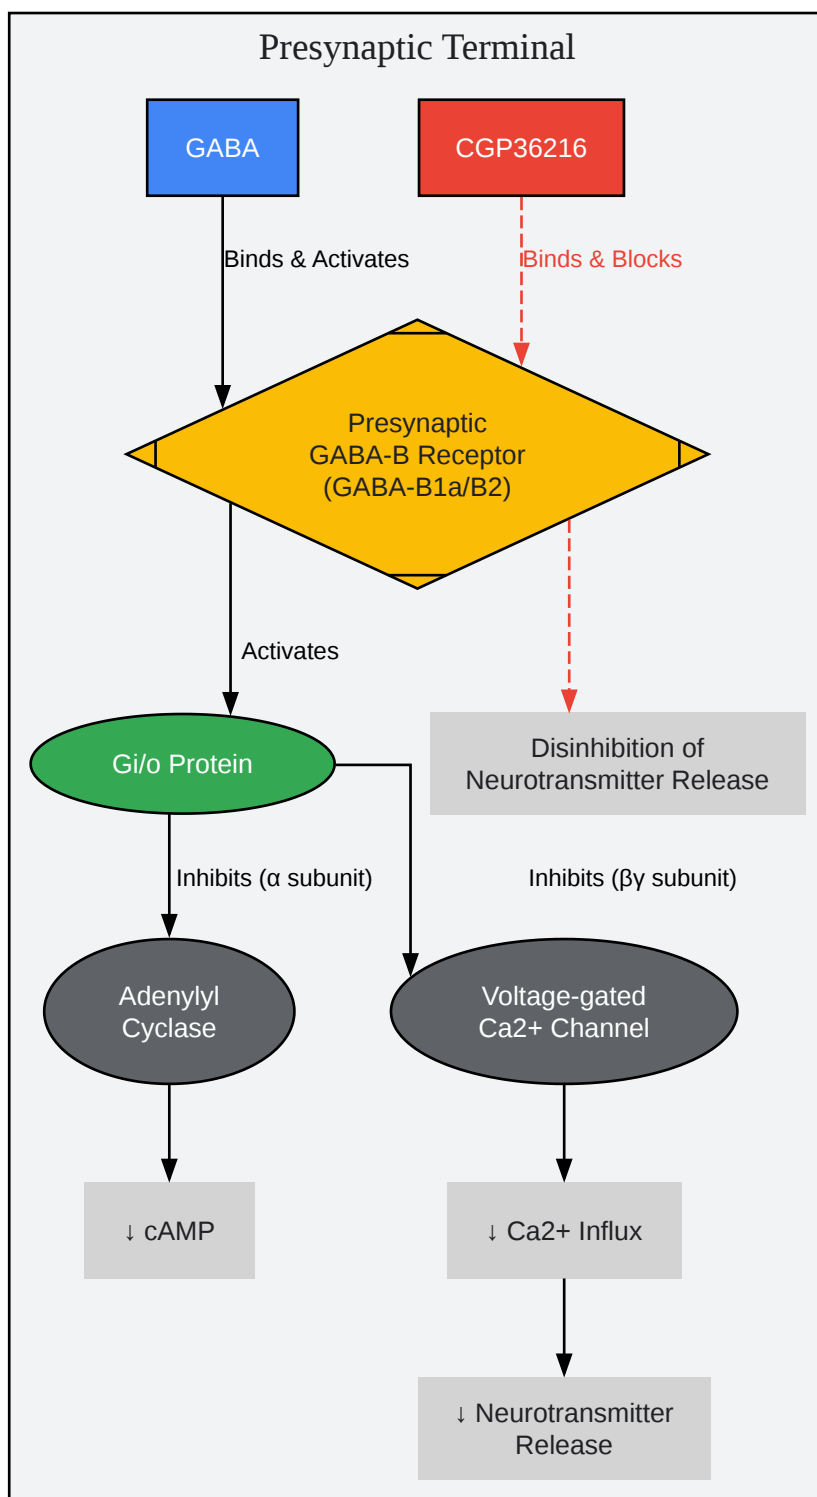 Presynaptic Terminal
GABA
CGP36216
Binds & Activates
Binds & Blocks
Presynaptic
GABA-B Receptor
(GABA-B1a/B2)
Activates
Gi/o Protein
Disinhibition of
Neurotransmitter Release
Inhibits (α subunit)
Inhibits (βγ subunit)
Adenylyl
Cyclase
Voltage-gated
Ca2+ Channel
↓ cAMP
↓ Ca2+ Influx
↓ Neurotransmitter
Release